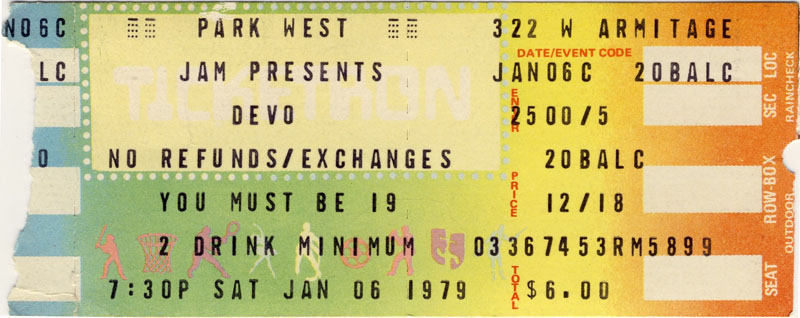 NO6C PARK WEST 322 W ARMITAGE
DATE/EVENT CODE
LC JAM PRESENTS JAN06C 20BALC
TICKETRON
DEVO 2500/5
0 NO REFUNDS/EXCHANGES 20BALC
YOU MUST BE 19 PRICE 12/18
2 DRINK MINIMUM 03367453RM5899
7:30P SAT JAN 06 1979 TOTAL $6.00
LOC
SEC
ROW-BOX
SEAT
RAINCHECK
OUTDOOR